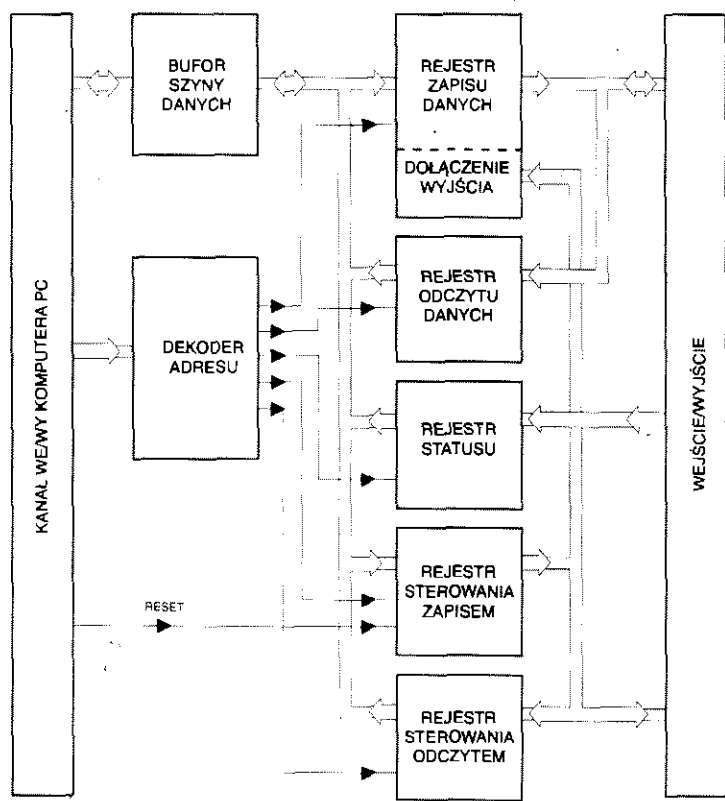 KANAŁ WE/WY KOMPUTERA PC
BUFOR
SZYNY
DANYCH
DEKODER
ADRESU
RESET
REJESTR
ZAPISU
DANYCH
DOŁĄCZENIE
WYJŚCIA
REJESTR
ODCZYTU
DANYCH
REJESTR
STATUSU
REJESTR
STEROWANIA
ZAPISEM
REJESTR
STEROWANIA
ODCZYTEM
WEJŚCIE/WYJŚCIE